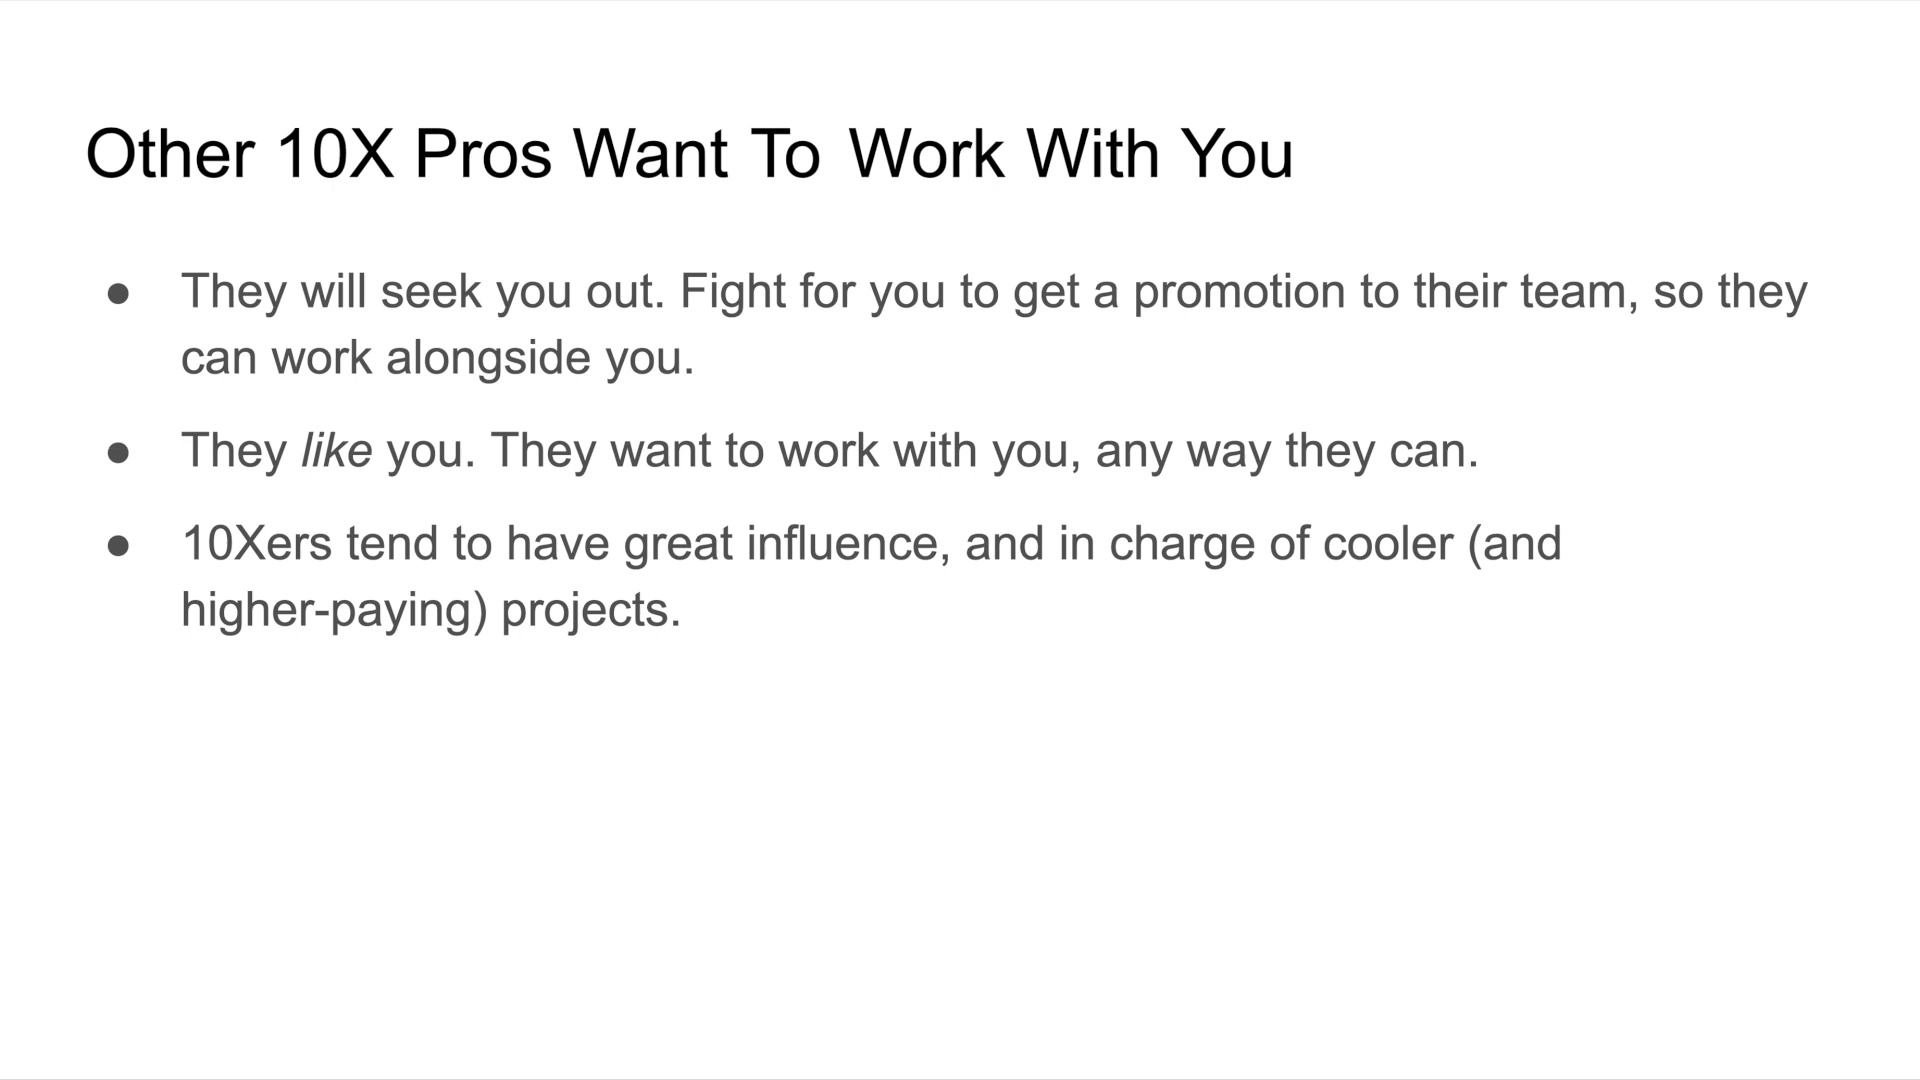 Other 10X Pros Want To Work With You
● They will seek you out. Fight for you to get a promotion to their team, so they
can work alongside you.
● They like you. They want to work with you, any way they can.
● 10Xers tend to have great influence, and in charge of cooler (and
higher-paying) projects.